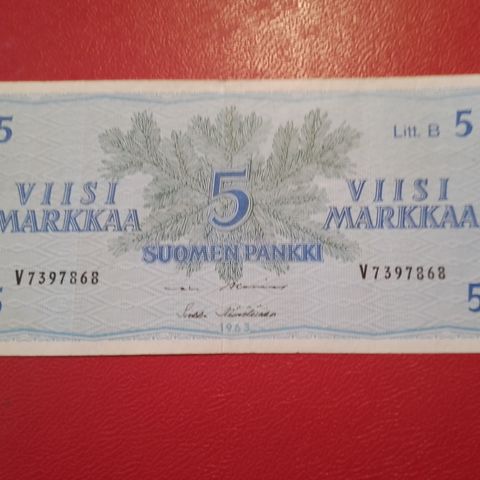 5
Litt. B 5
VIISI MARKKAA
5
VIISI MARKKAA
SUOMEN PANKKI
V7397868
V7397868
1963
5
5